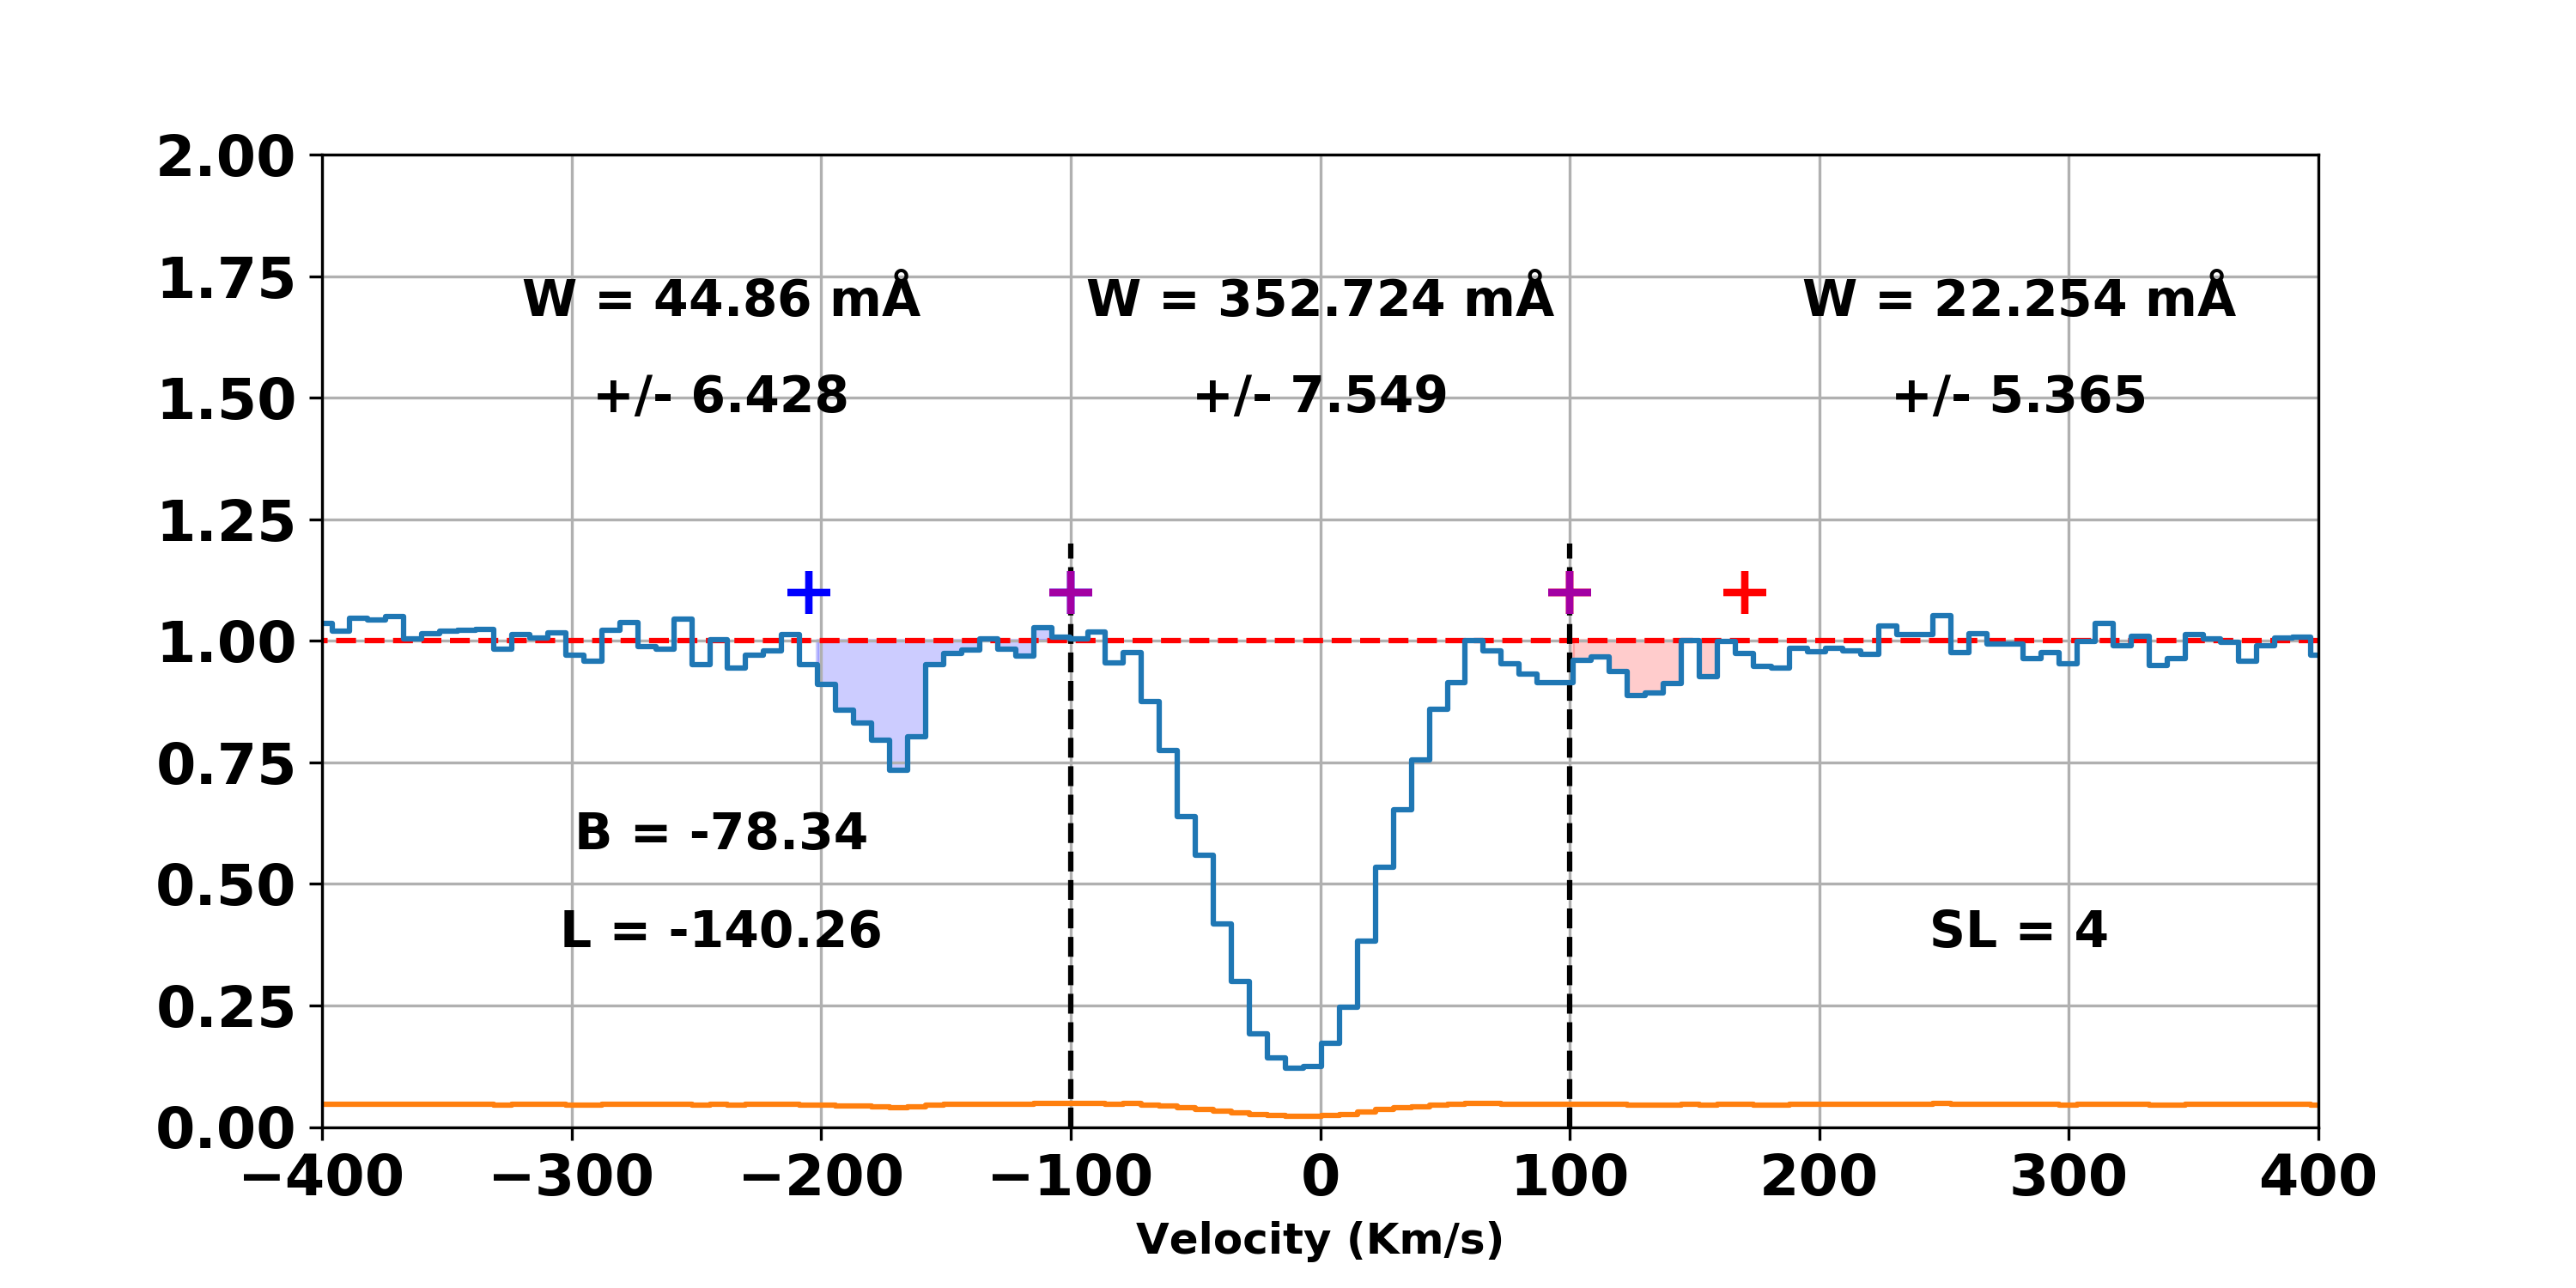 2.00
1.75
W = 44.86 mÅ W = 352.724 mÅ W = 22.254 mÅ
1.50
+/- 6.428 +/- 7.549 +/- 5.365
1.25
1.00
0.75
B = -78.34
0.50
L = -140.26 SL = 4
0.25
0.00
−400 −300 −200 −100 0 100 200 300 400
Velocity (Km/s)